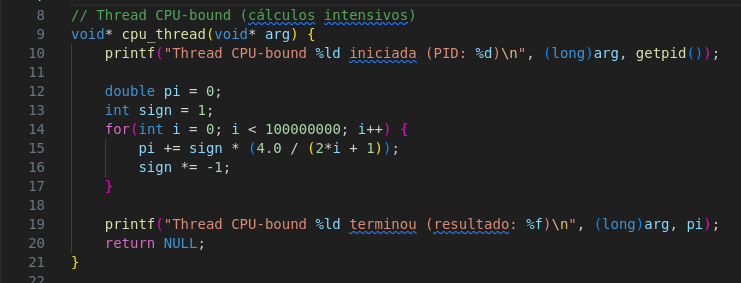 8 // Thread CPU-bound (cálculos intensivos)
9 void* cpu_thread(void* arg) {
10     printf("Thread CPU-bound %ld iniciada (PID: %d)\n", (long)arg, getpid());
11
12     double pi = 0;
13     int sign = 1;
14     for(int i = 0; i < 100000000; i++) {
15         pi += sign * (4.0 / (2*i + 1));
16         sign *= -1;
17     }
18
19     printf("Thread CPU-bound %ld terminou (resultado: %f)\n", (long)arg, pi);
20     return NULL;
21 }
22